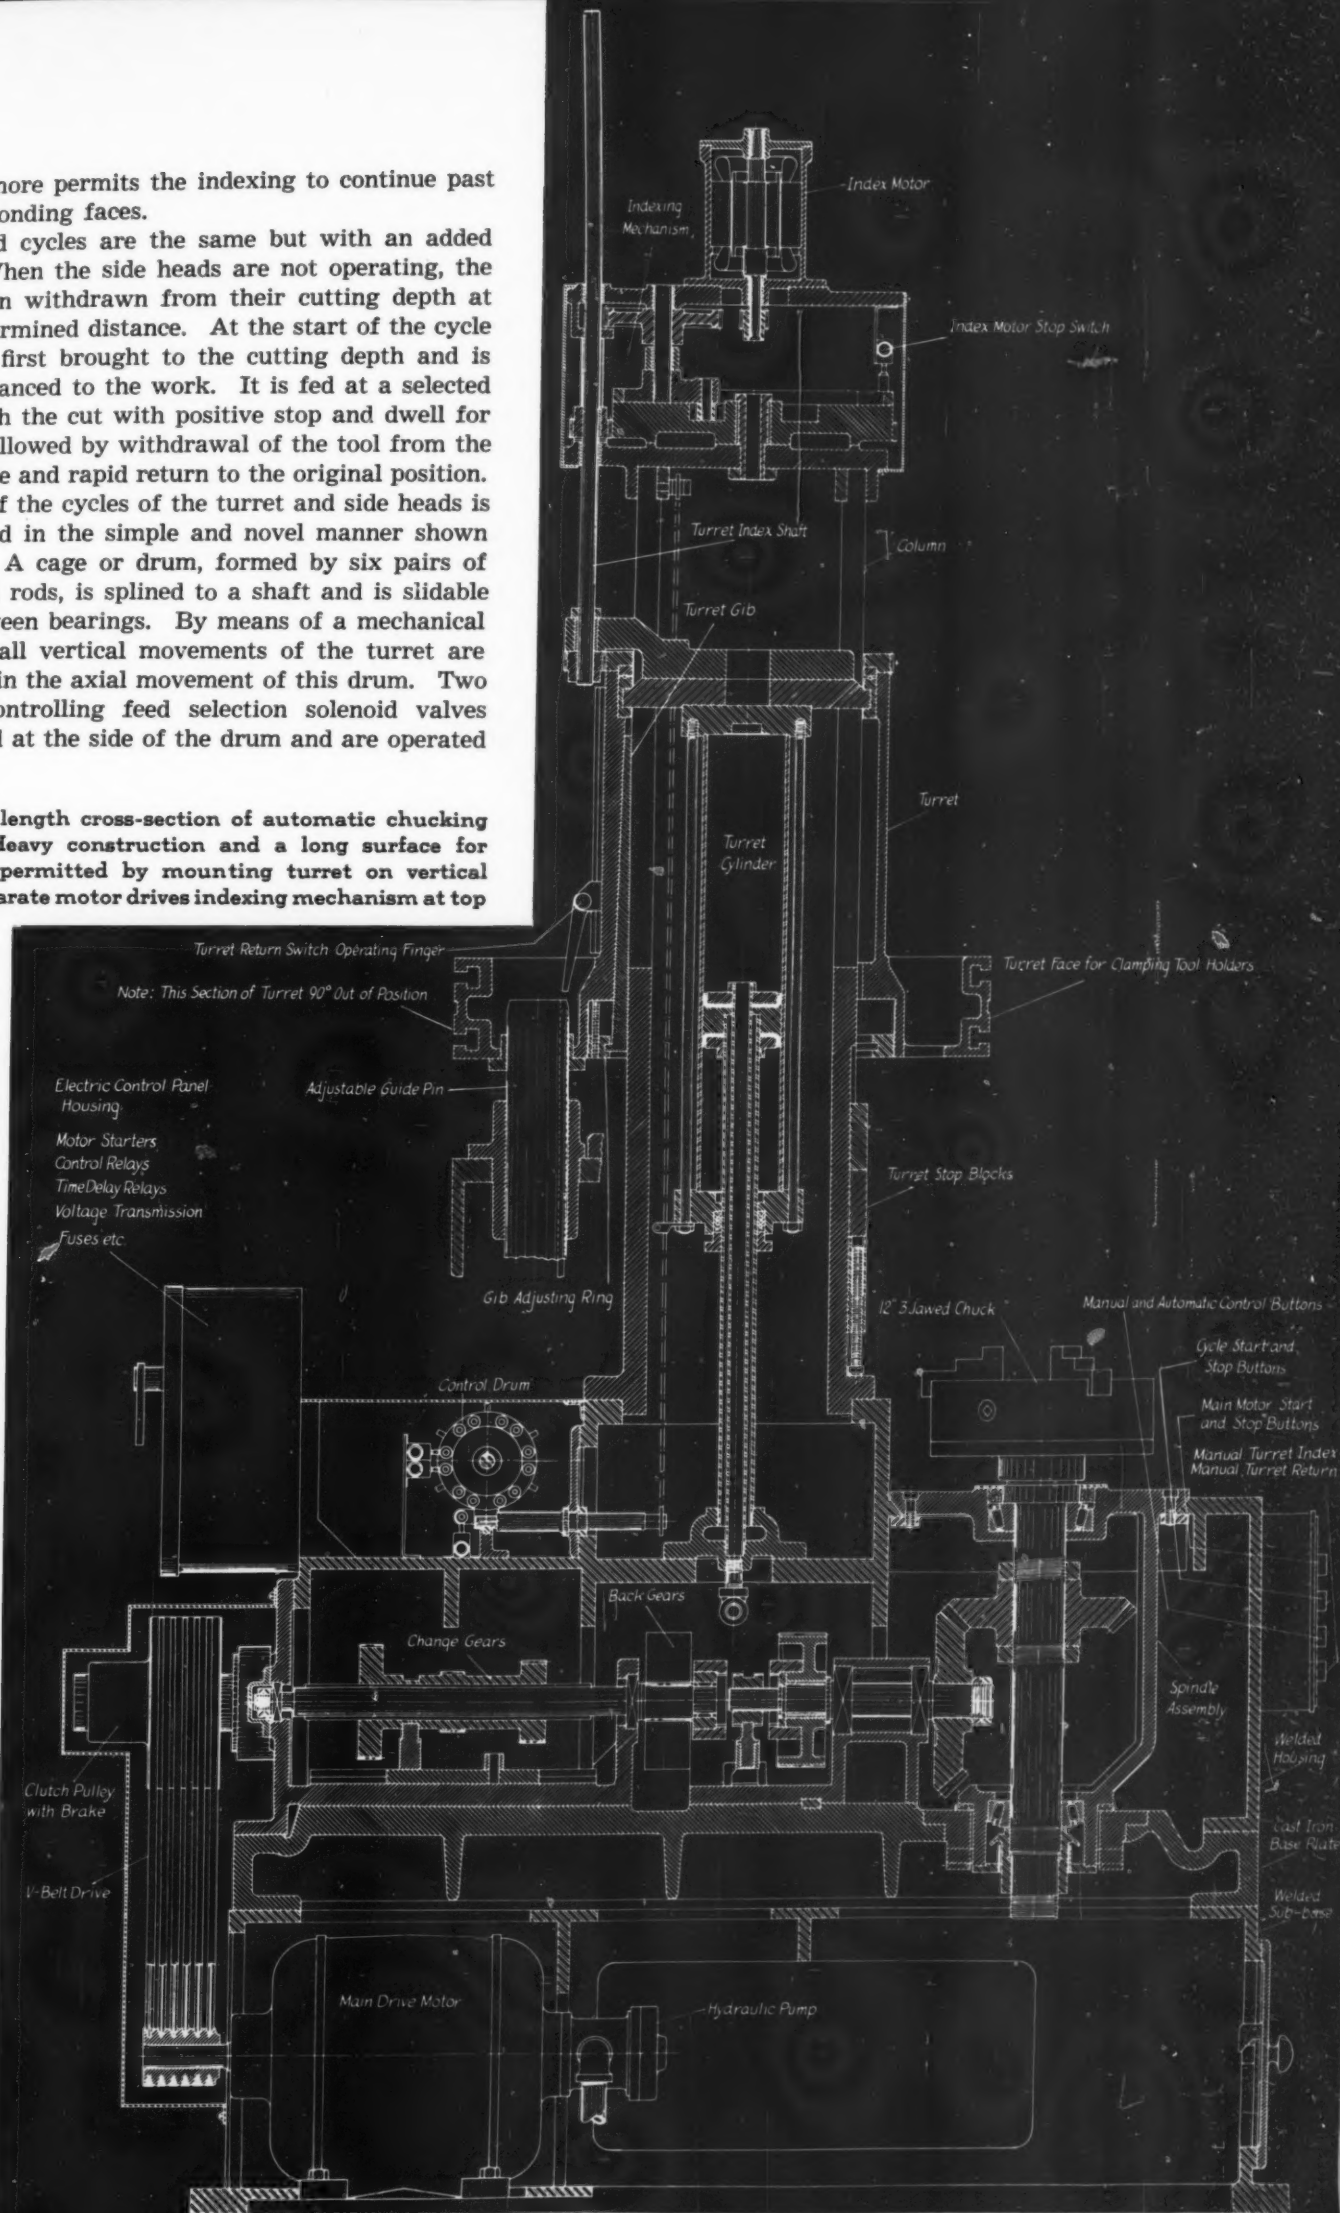 more permits the indexing to continue past
onding faces.
d cycles are the same but with an added
When the side heads are not operating, the
n withdrawn from their cutting depth at
ermined distance. At the start of the cycle
first brought to the cutting depth and is
anced to the work. It is fed at a selected
h the cut with positive stop and dwell for
llowed by withdrawal of the tool from the
e and rapid return to the original position.
f the cycles of the turret and side heads is
d in the simple and novel manner shown
A cage or drum, formed by six pairs of
rods, is splined to a shaft and is slidable
een bearings. By means of a mechanical
all vertical movements of the turret are
in the axial movement of this drum. Two
ontrolling feed selection solenoid valves
d at the side of the drum and are operated
length cross-section of automatic chucking
Heavy construction and a long surface for
permitted by mounting turret on vertical
arate motor drives indexing mechanism at top
Index Motor
Indexing
Mechanism
Index Motor Stop Switch
Turret Index Shaft
Column
Turret Gib
Turret
Turret
Cylinder
Turret Return Switch Operating Finger
Turret Face for Clamping Tool Holders
Note: This Section of Turret 90° Out of Position
Electric Control Panel
Housing
Adjustable Guide Pin
Motor Starters
Control Relays
Time Delay Relays
Voltage Transmission
Fuses etc.
Turret Stop Blocks
Gib Adjusting Ring
12" 3 Jawed Chuck
Manual and Automatic Control Buttons
Cycle Start and
Stop Buttons
Control Drum
Main Motor Start
and Stop Buttons
Manual Turret Index
Manual Turret Return
Back Gears
Change Gears
Spindle
Assembly
Welded
Housing
Clutch Pulley
with Brake
Cast Iron
Base Plate
V-Belt Drive
Welded
Sub-base
Main Drive Motor
Hydraulic Pump